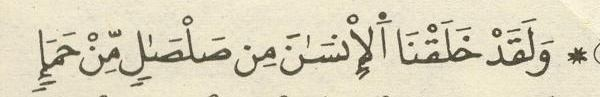 * وَلَقَدْ خَلَقْنَا ٱلْإِنسَـٰنَ مِن صَلْصَـٰلٍ مِّنْ حَمَإٍ